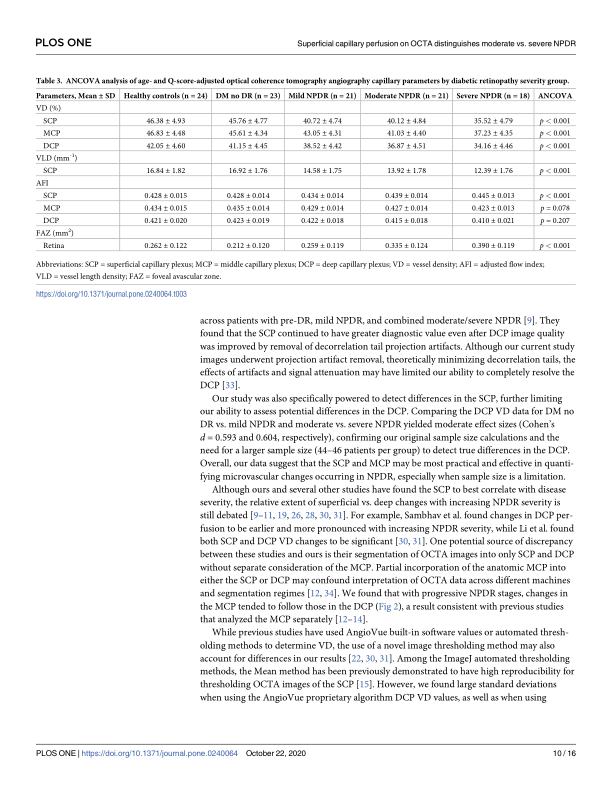 PLOS ONE
Superficial capillary perfusion on OCTA distinguishes moderate vs. severe NPDR
Table 3. ANCOVA analysis of age- and Q-score-adjusted optical coherence tomography angiography capillary parameters by diabetic retinopathy severity group.
Parameters, Mean ± SD Healthy controls (n = 24) DM no DR (n = 23) Mild NPDR (n = 21) Moderate NPDR (n = 21) Severe NPDR (n = 18) ANCOVA
VD (%)
SCP 46.38 ± 4.93 45.76 ± 4.77 40.72 ± 4.74 40.12 ± 4.84 35.52 ± 4.79 p < 0.001
MCP 46.83 ± 4.48 45.61 ± 4.34 43.05 ± 4.31 41.03 ± 4.40 37.23 ± 4.35 p < 0.001
DCP 42.05 ± 4.60 41.15 ± 4.45 38.52 ± 4.42 36.87 ± 4.51 34.16 ± 4.46 p < 0.001
VLD (mm⁻¹)
SCP 16.84 ± 1.82 16.92 ± 1.76 14.58 ± 1.75 13.92 ± 1.78 12.39 ± 1.76 p < 0.001
AFI
SCP 0.428 ± 0.015 0.428 ± 0.014 0.434 ± 0.014 0.439 ± 0.014 0.445 ± 0.013 p < 0.001
MCP 0.434 ± 0.015 0.435 ± 0.014 0.429 ± 0.014 0.427 ± 0.014 0.423 ± 0.013 p = 0.078
DCP 0.421 ± 0.020 0.423 ± 0.019 0.422 ± 0.018 0.415 ± 0.018 0.410 ± 0.021 p = 0.207
FAZ (mm²)
Retina 0.262 ± 0.122 0.212 ± 0.120 0.259 ± 0.119 0.335 ± 0.124 0.390 ± 0.119 p < 0.001
Abbreviations: SCP = superficial capillary plexus; MCP = middle capillary plexus; DCP = deep capillary plexus; VD = vessel density; AFI = adjusted flow index;
VLD = vessel length density; FAZ = foveal avascular zone.
https://doi.org/10.1371/journal.pone.0240064.t003
across patients with pre-DR, mild NPDR, and combined moderate/severe NPDR [9]. They
found that the SCP continued to have greater diagnostic value even after DCP image quality
was improved by removal of decorrelation tail projection artifacts. Although our current study
images underwent projection artifact removal, theoretically minimizing decorrelation tails, the
effects of artifacts and signal attenuation may have limited our ability to completely resolve the
DCP [33].
Our study was also specifically powered to detect differences in the SCP, further limiting
our ability to assess potential differences in the DCP. Comparing the DCP VD data for DM no
DR vs. mild NPDR and moderate vs. severe NPDR yielded moderate effect sizes (Cohen's
d = 0.593 and 0.604, respectively), confirming our original sample size calculations and the
need for a larger sample size (44–46 patients per group) to detect true differences in the DCP.
Overall, our data suggest that the SCP and MCP may be most practical and effective in quanti-
fying microvascular changes occurring in NPDR, especially when sample size is a limitation.
Although ours and several other studies have found the SCP to best correlate with disease
severity, the relative extent of superficial vs. deep changes with increasing NPDR severity is
still debated [9–11, 19, 26, 28, 30, 31]. For example, Sambhav et al. found changes in DCP per-
fusion to be earlier and more pronounced with increasing NPDR severity, while Li et al. found
both SCP and DCP VD changes to be significant [30, 31]. One potential source of discrepancy
between these studies and ours is their segmentation of OCTA images into only SCP and DCP
without separate consideration of the MCP. Partial incorporation of the anatomic MCP into
either the SCP or DCP may confound interpretation of OCTA data across different machines
and segmentation regimes [12, 34]. We found that with progressive NPDR stages, changes in
the MCP tended to follow those in the DCP (Fig 2), a result consistent with previous studies
that analyzed the MCP separately [12–14].
While previous studies have used AngioVue built-in software values or automated thresh-
olding methods to determine VD, the use of a novel image thresholding method may also
account for differences in our results [22, 30, 31]. Among the ImageJ automated thresholding
methods, the Mean method has been previously demonstrated to have high reproducibility for
thresholding OCTA images of the SCP [15]. However, we found large standard deviations
when using the AngioVue proprietary algorithm DCP VD values, as well as when using
PLOS ONE | https://doi.org/10.1371/journal.pone.0240064 October 22, 2020
10 / 16